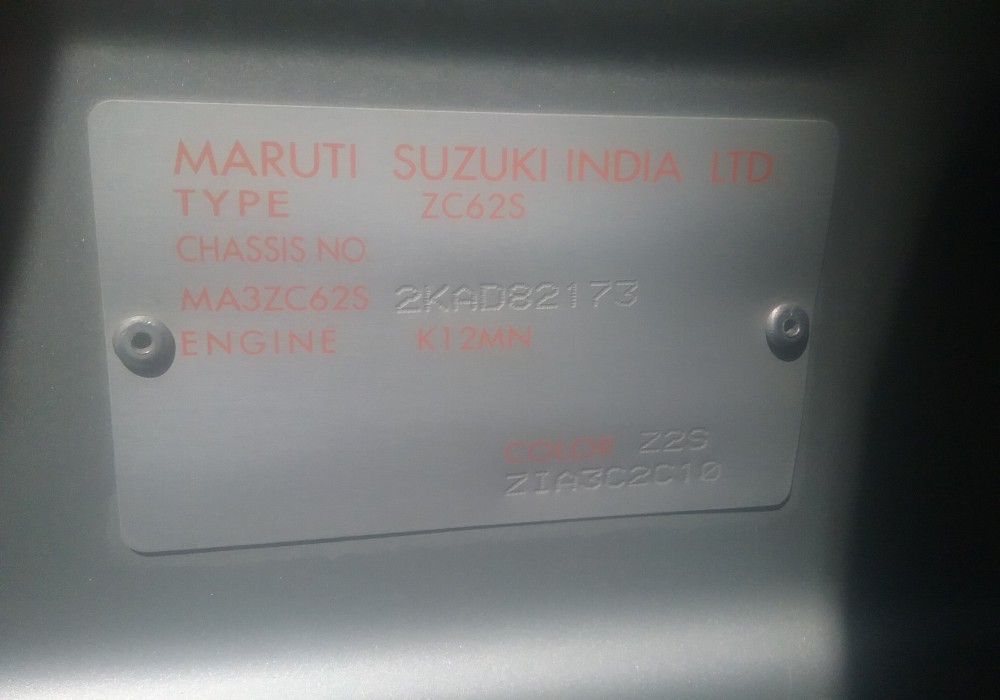 MARUTI SUZUKI INDIA LTD.
TYPE ZC62S
CHASSIS NO.
MA3ZC62S 2KAD82173
ENGINE K12MN
COLOR Z2S
ZIA3C2C10